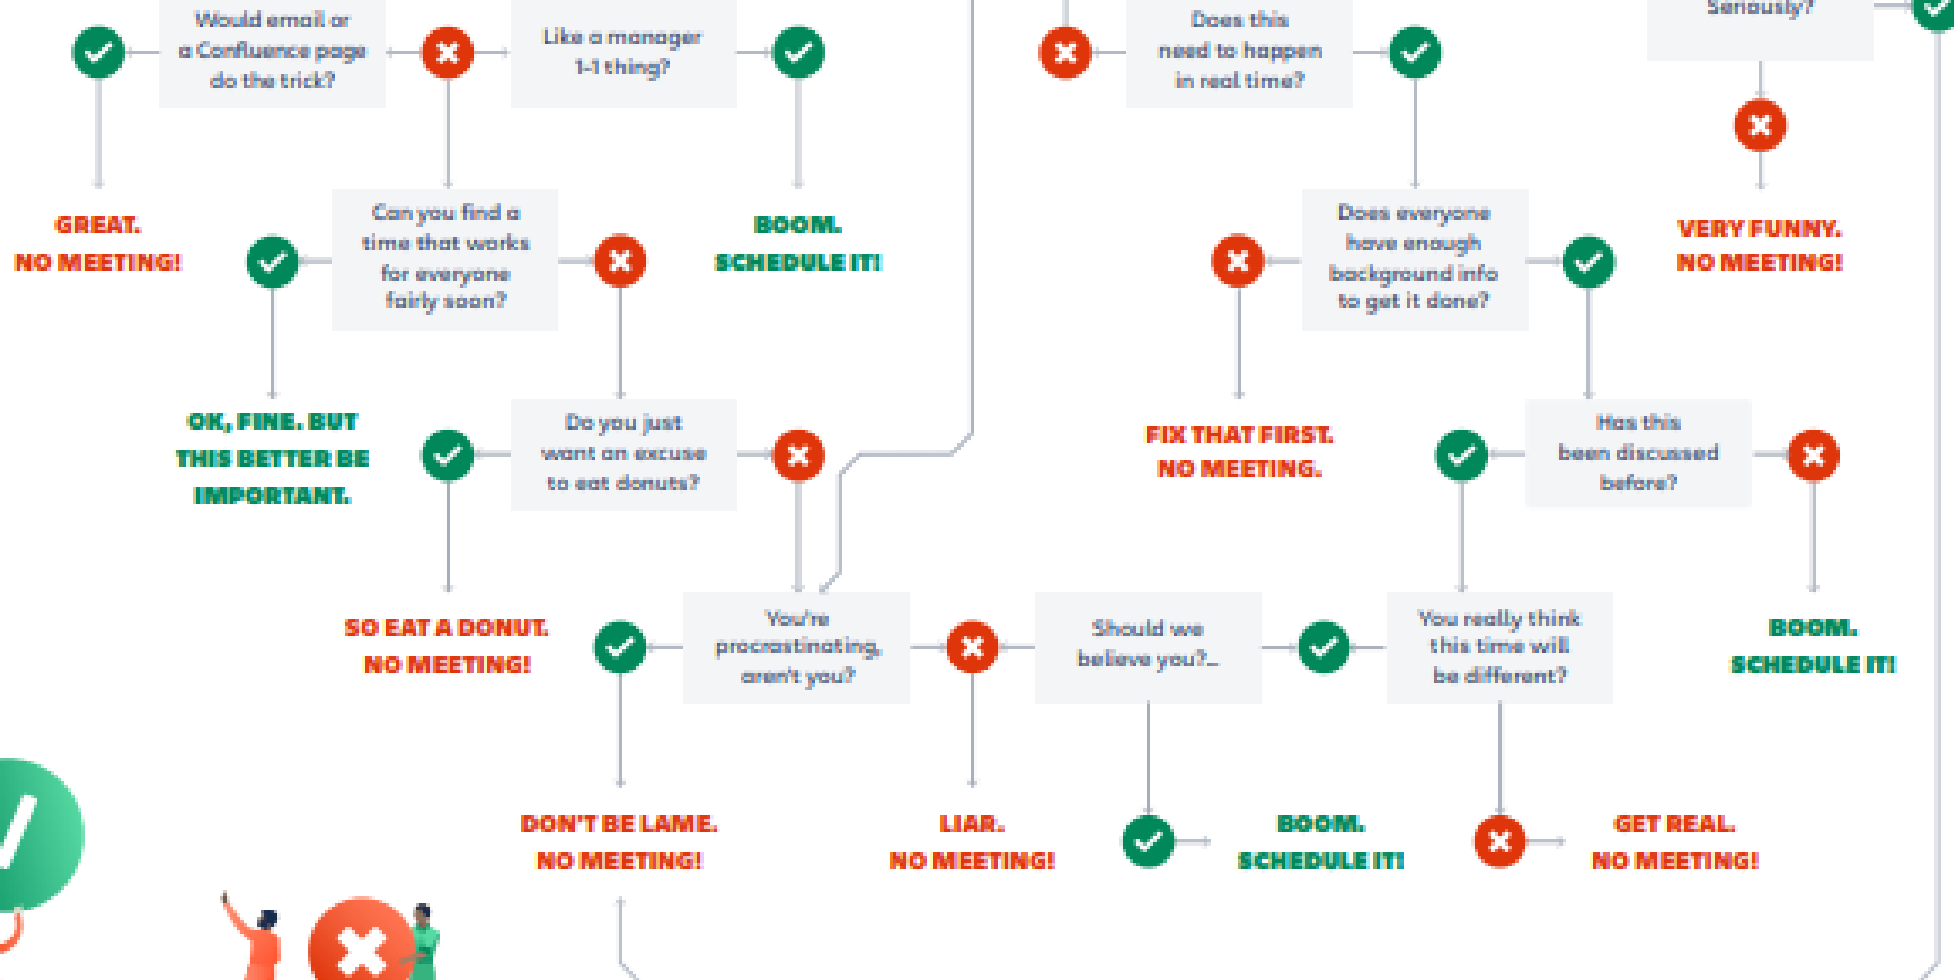 Would email or
a Confluence page
do the trick?
Like a manager
1-1 thing?
Does this
need to happen
in real time?
Seriously?
GREAT.
NO MEETING!
Can you find a
time that works
for everyone
fairly soon?
BOOM.
SCHEDULE IT!
Does everyone
have enough
background info
to get it done?
VERY FUNNY.
NO MEETING!
OK, FINE. BUT
THIS BETTER BE
IMPORTANT.
Do you just
want an excuse
to eat donuts?
FIX THAT FIRST.
NO MEETING.
Has this
been discussed
before?
SO EAT A DONUT.
NO MEETING!
You're
procrastinating,
aren't you?
Should we
believe you?...
You really think
this time will
be different?
BOOM.
SCHEDULE IT!
DON'T BE LAME.
NO MEETING!
LIAR.
NO MEETING!
BOOM.
SCHEDULE IT!
GET REAL.
NO MEETING!